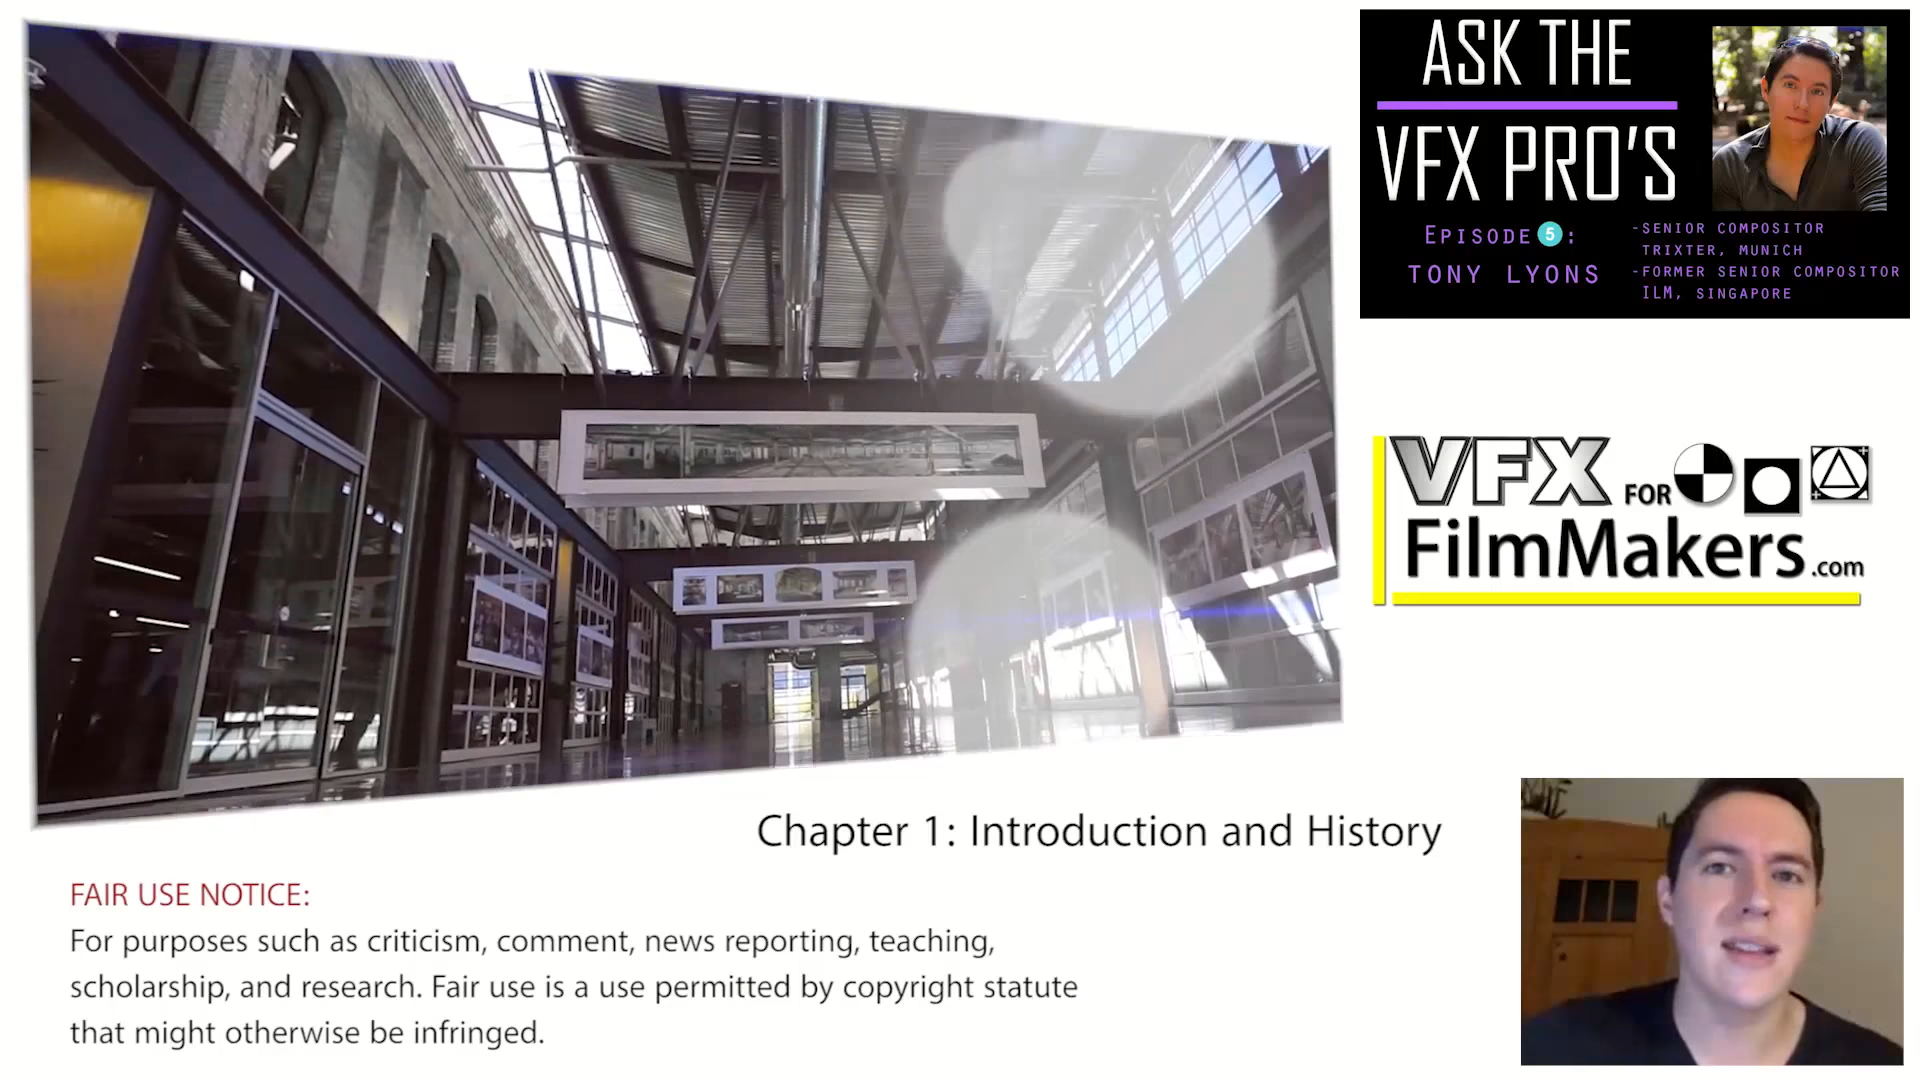 ASK THE
VFX PRO'S
EPISODE 5:
TONY LYONS
-SENIOR COMPOSITOR
TRIXTER, MUNICH
-FORMER SENIOR COMPOSITOR
ILM, SINGAPORE
VFX FOR
FilmMakers.com
Chapter 1: Introduction and History
FAIR USE NOTICE:
For purposes such as criticism, comment, news reporting, teaching,
scholarship, and research. Fair use is a use permitted by copyright statute
that might otherwise be infringed.